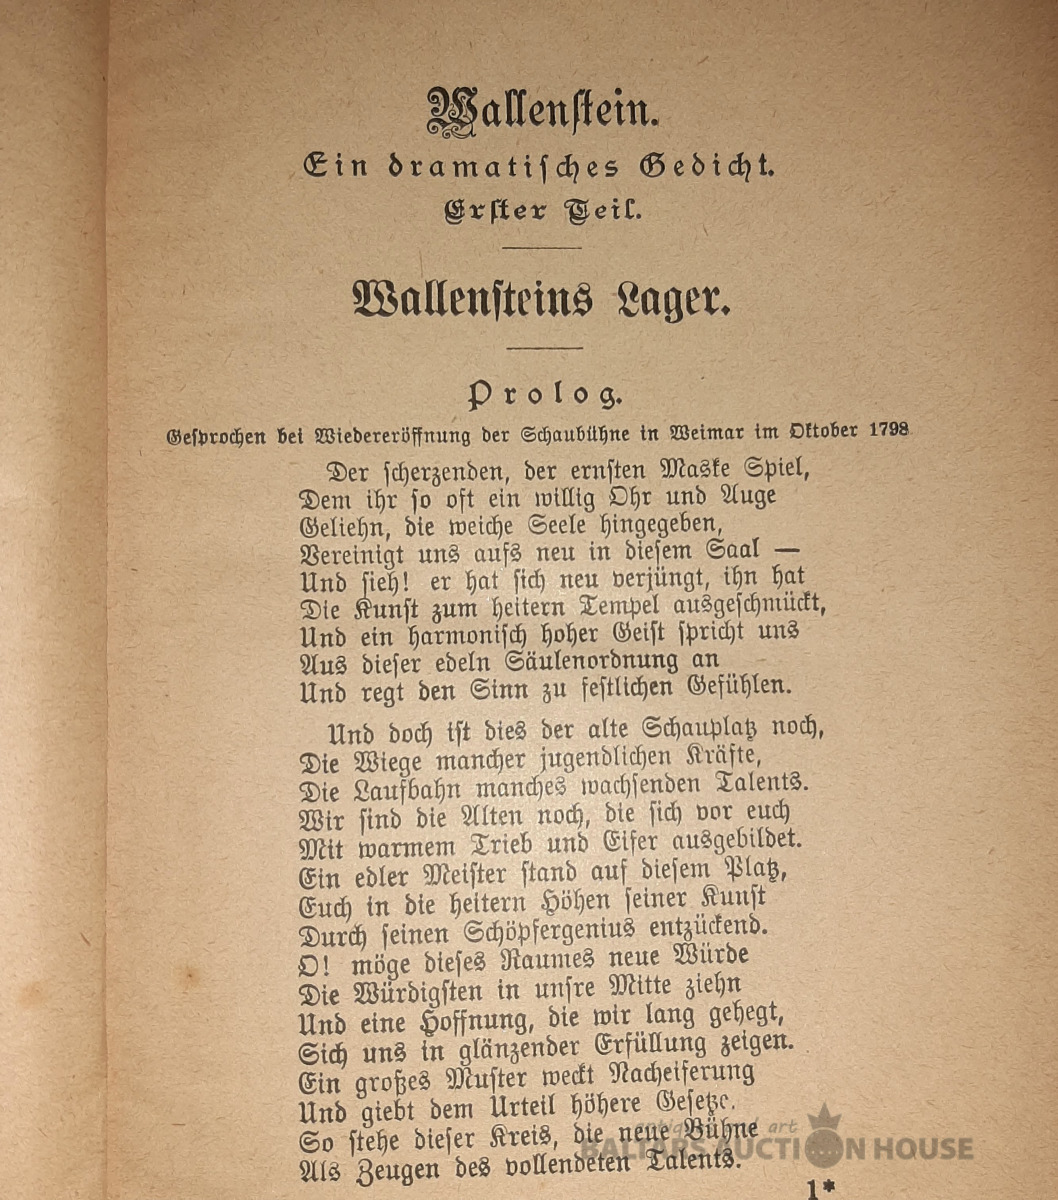 Wallenstein.
Ein dramatisches Gedicht.
Erster Teil.
Wallensteins Lager.
Prolog.
Gesprochen bei Wiedereröffnung der Schaubühne in Weimar im Oktober 1798
Der scherzenden, der ernsten Maske Spiel,
Dem ihr so oft ein willig Ohr und Auge
Geliehn, die weiche Seele hingegeben,
Vereinigt uns aufs neu in diesem Saal —
Und sieh! er hat sich neu verjüngt, ihn hat
Die Kunst zum heitern Tempel ausgeschmückt,
Und ein harmonisch hoher Geist spricht uns
Aus dieser edeln Säulenordnung an
Und regt den Sinn zu festlichen Gefühlen.
Und doch ist dies der alte Schauplatz noch,
Die Wiege mancher jugendlichen Kräfte,
Die Laufbahn manches wachsenden Talents.
Wir sind die Alten noch, die sich vor euch
Mit warmem Trieb und Eifer ausgebildet.
Ein edler Meister stand auf diesem Platz,
Euch in die heitern Höhen seiner Kunst
Durch seinen Schöpfergenius entzückend.
O! möge dieses Raumes neue Würde
Die Würdigsten in unsre Mitte ziehn
Und eine Hoffnung, die wir lang gehegt,
Sich uns in glänzender Erfüllung zeigen.
Ein großes Muster weckt Nacheiferung
Und giebt dem Urteil höhere Gesetze.
So stehe dieser Kreis, die neue Bühne
Als Zeugen des vollendeten Talents.
1*
art
BALTARS AUCTION HOUSE